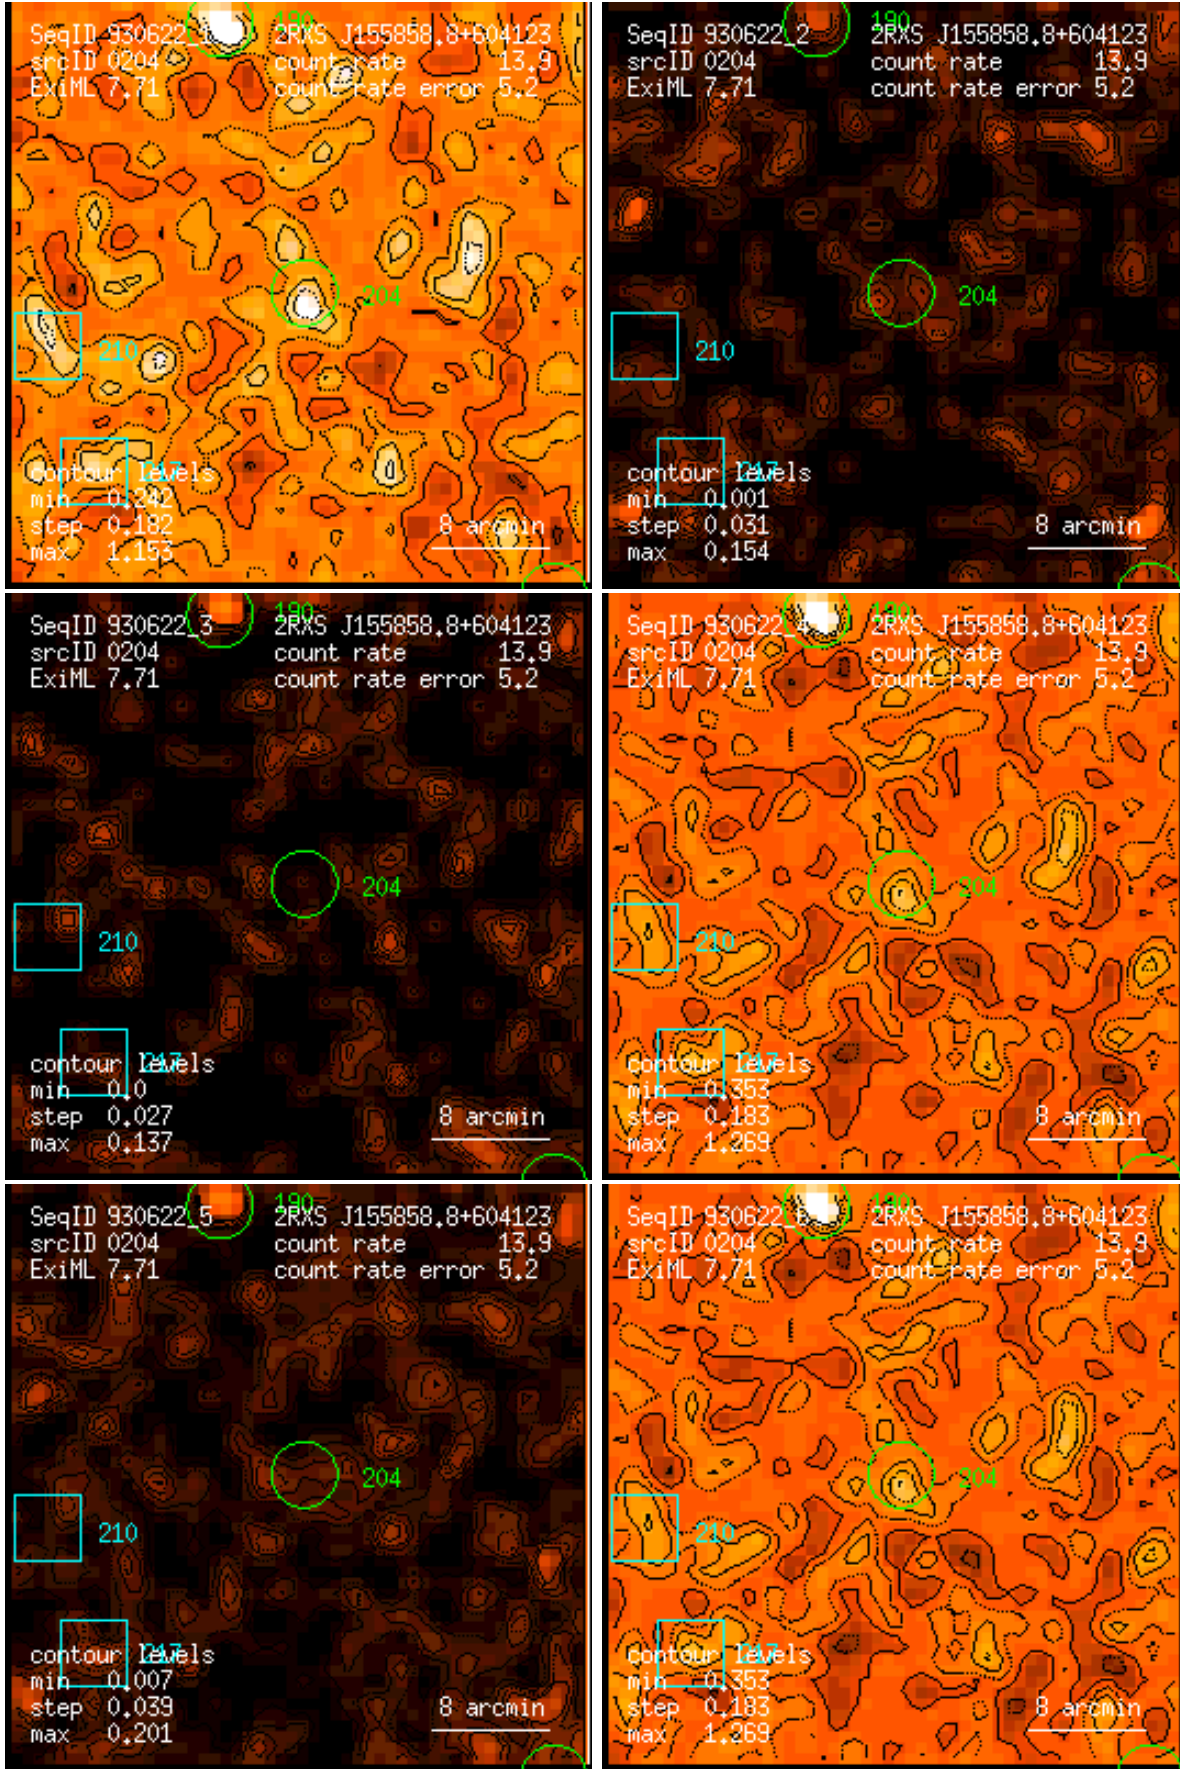 190
SeqID 930622_1 2RXS J155858.8+604123
srcID 0204 count rate 13.9
ExiML 7.71 count rate error 5.2
204
210
217
contour levels
min 0.242
step 0.182 8 arcmin
max 1.153
190
SeqID 930622_2 2RXS J155858.8+604123
srcID 0204 count rate 13.9
ExiML 7.71 count rate error 5.2
204
210
217
contour levels
min 0.001
step 0.031 8 arcmin
max 0.154
190
SeqID 930622_3 2RXS J155858.8+604123
srcID 0204 count rate 13.9
ExiML 7.71 count rate error 5.2
204
210
217
contour levels
min 0.0
step 0.027 8 arcmin
max 0.137
190
SeqID 930622_4 2RXS J155858.8+604123
srcID 0204 count rate 13.9
ExiML 7.71 count rate error 5.2
204
210
217
contour levels
min 0.353
step 0.183 8 arcmin
max 1.269
190
SeqID 930622_5 2RXS J155858.8+604123
srcID 0204 count rate 13.9
ExiML 7.71 count rate error 5.2
204
210
217
contour levels
min 0.007
step 0.039 8 arcmin
max 0.201
190
SeqID 930622_6 2RXS J155858.8+604123
srcID 0204 count rate 13.9
ExiML 7.71 count rate error 5.2
204
210
217
contour levels
min 0.353
step 0.183 8 arcmin
max 1.269